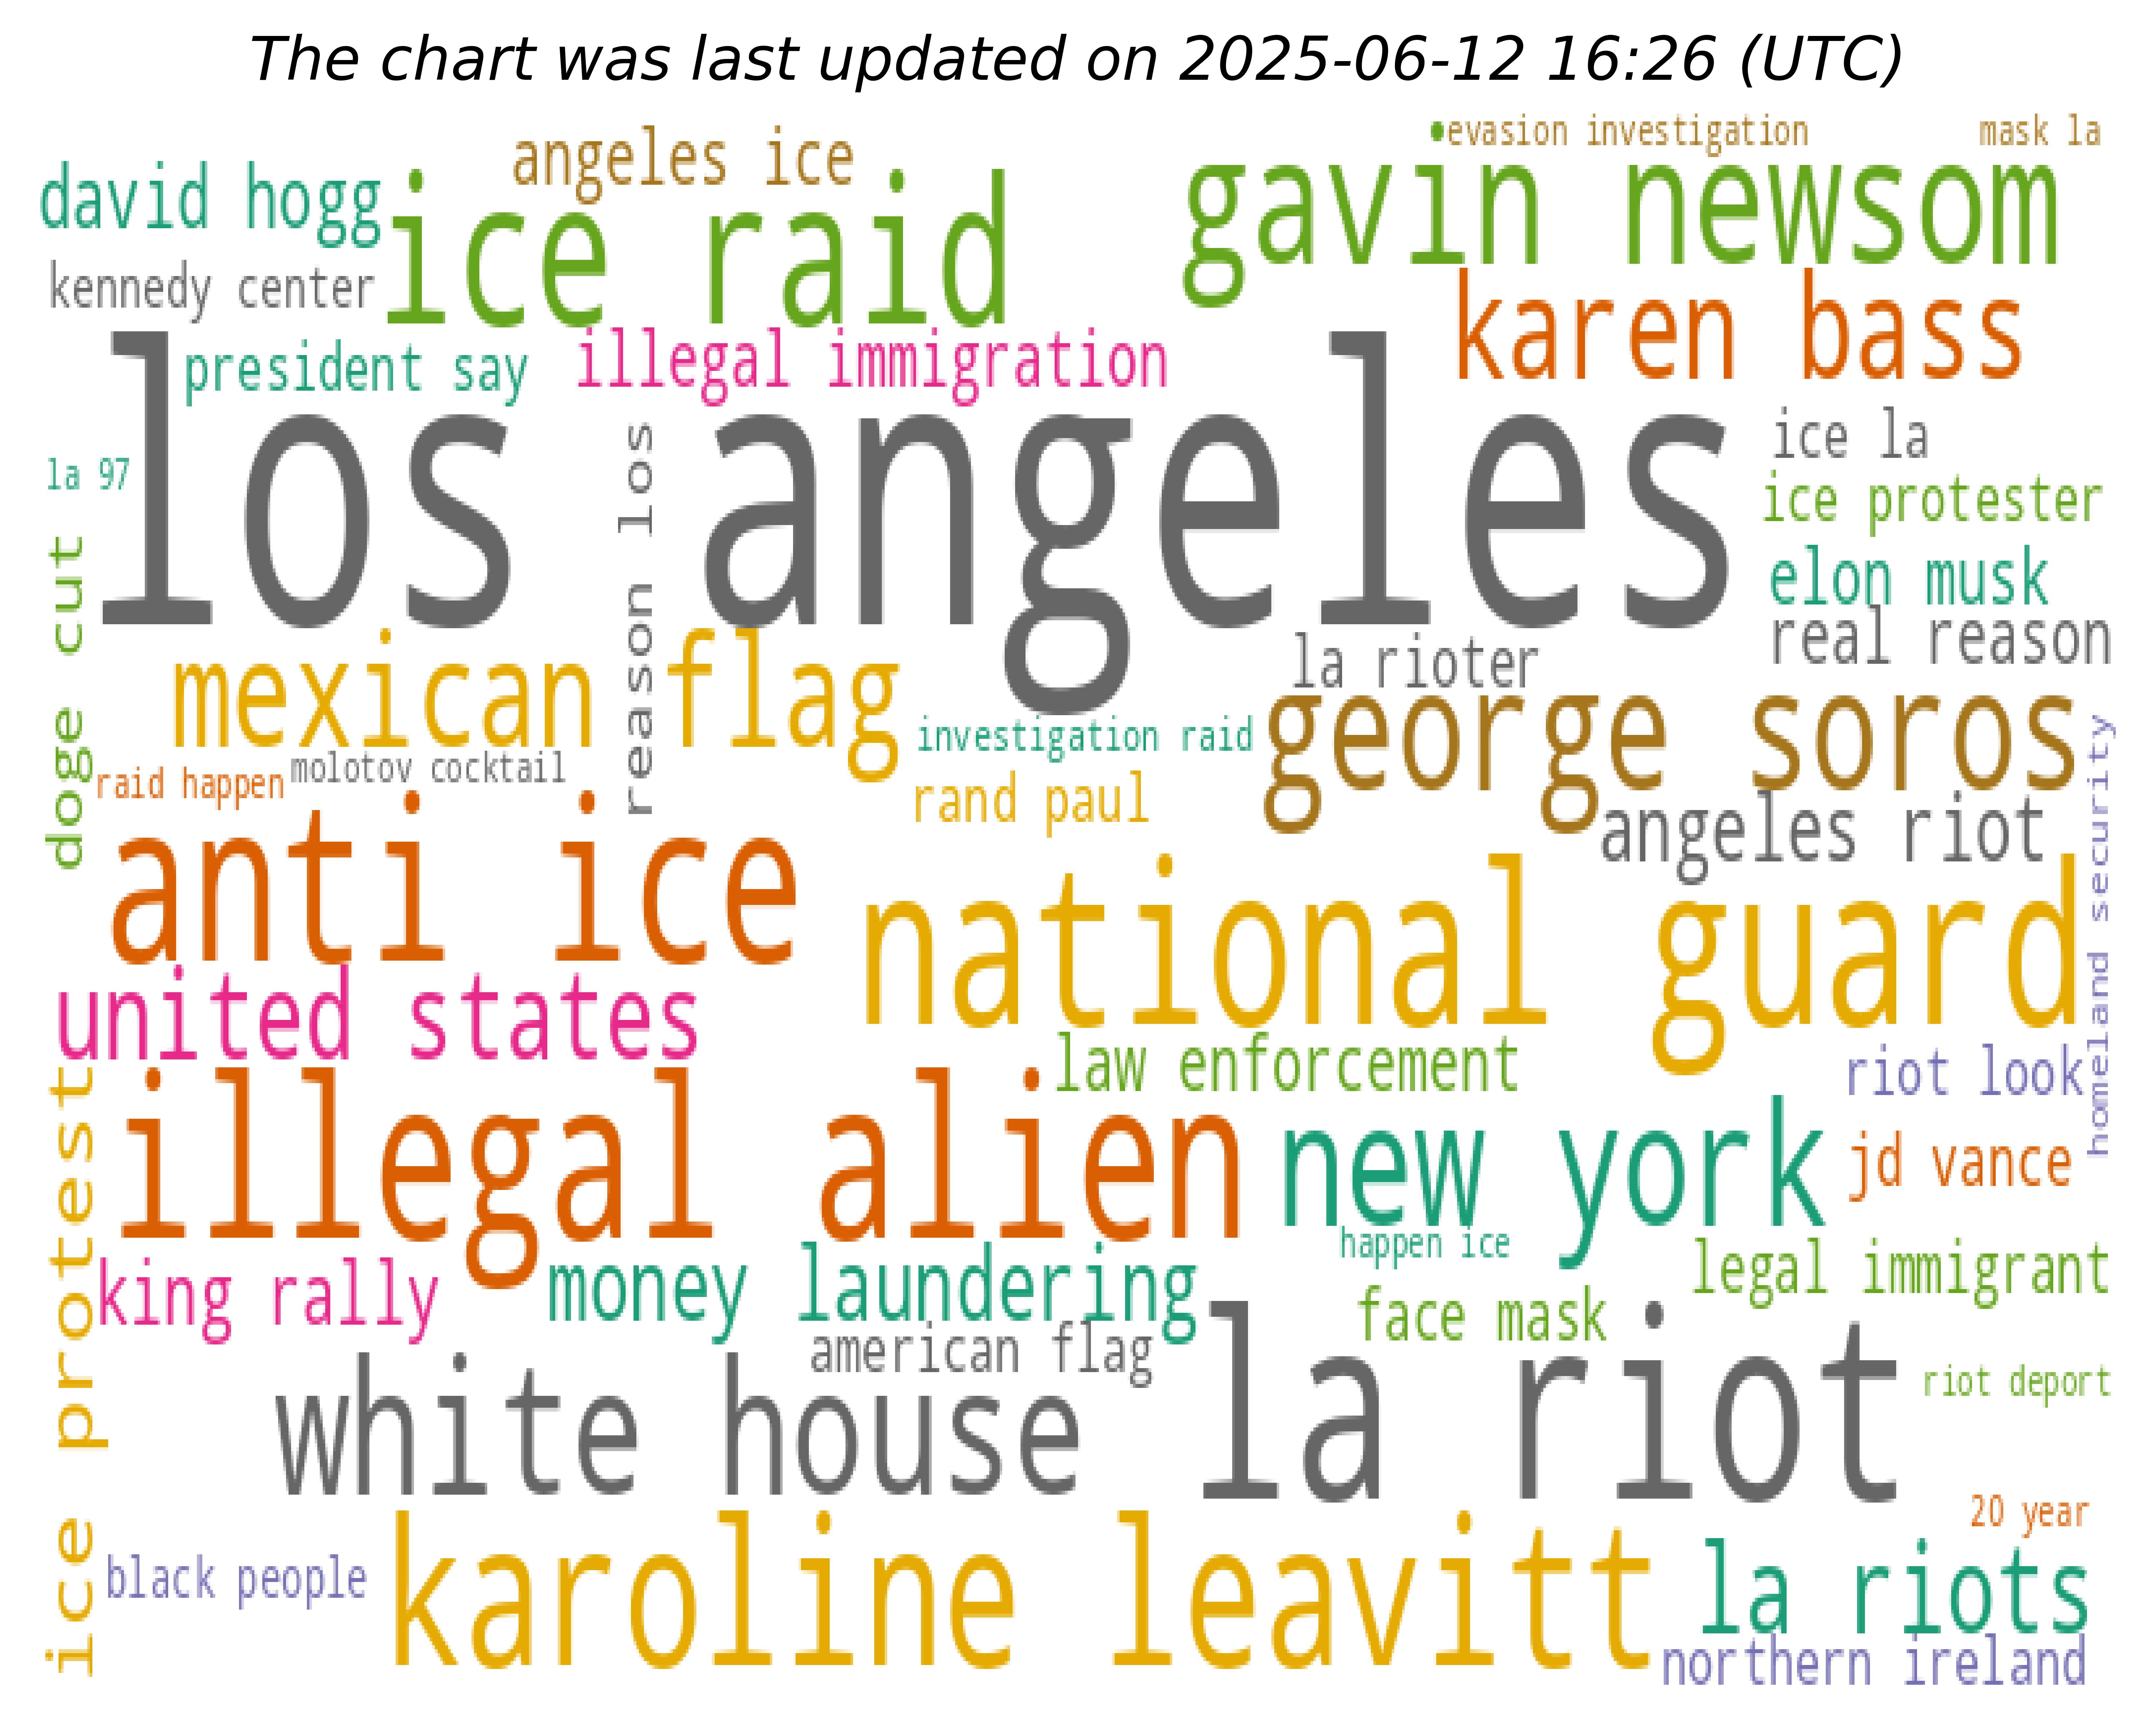 The chart was last updated on 2025-06-12 16:26 (UTC)
evasion investigation
mask la
angeles ice
david hogg
ice raid
gavin newsom
kennedy center
karen bass
president say
illegal immigration
los angeles
ice la
la 97
ice protester
reason los
doge cut
elon musk
real reason
mexican flag
la rioter
george soros
investigation raid
raid happen
molotov cocktail
rand paul
angeles riot
homeland security
anti ice
national guard
united states
law enforcement
riot look
illegal alien
new york
jd vance
ice protest
happen ice
legal immigrant
king rally
money laundering
face mask
american flag
la riot
white house
riot deport
20 year
karoline leavitt
black people
la riots
northern ireland